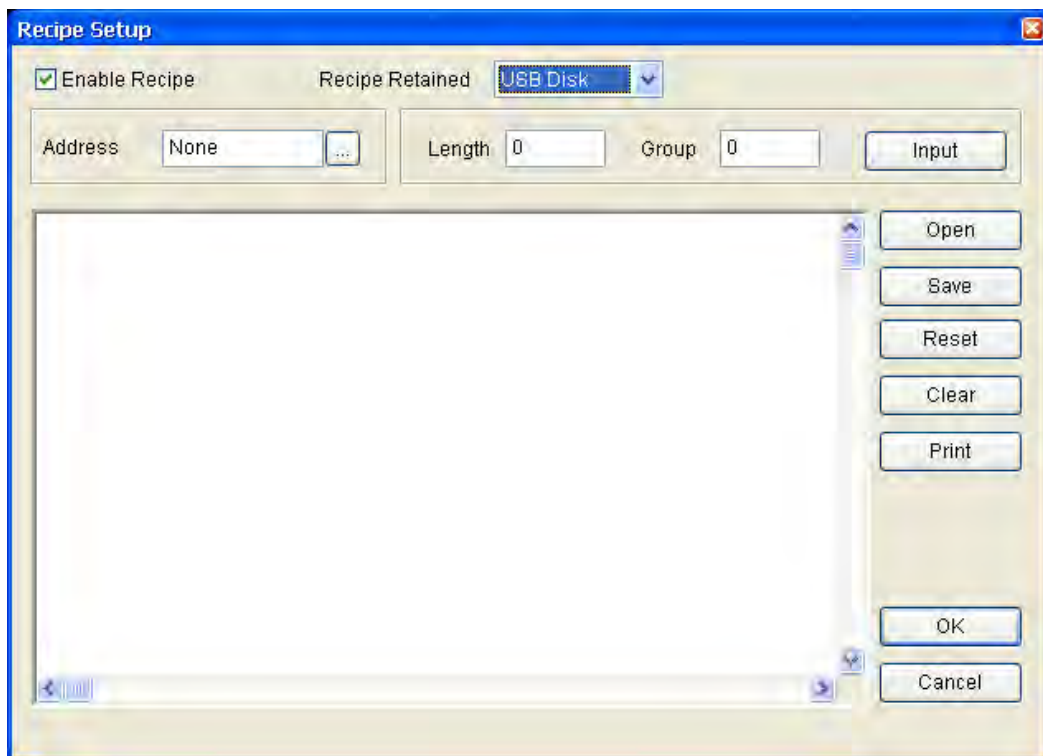 Recipe Setup
Enable Recipe
Recipe Retained
USB Disk
Address
None
...
Length
0
Group
0
Input
Open
Save
Reset
Clear
Print
OK
Cancel